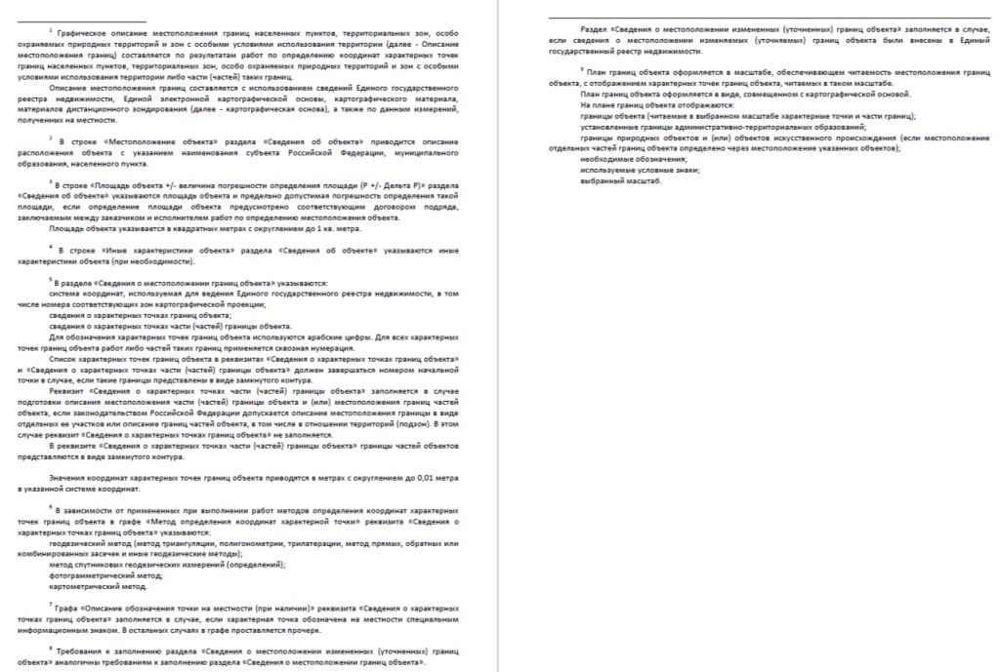 1 Графическое описание местоположения границ населенных пунктов, территориальных зон, особо
охраняемых природных территорий и зон с особыми условиями использования территории (далее - Описание
местоположения границ) составляется по результатам работ по определению координат характерных точек
границ населенных пунктов, территориальных зон, особо охраняемых природных территорий и зон с особыми
условиями использования территории либо части (частей) таких границ.
Описание местоположения границ составляется с использованием сведений Единого государственного
реестра недвижимости, Единой электронной картографической основы, картографического материала,
материалов дистанционного зондирования (далее - картографическая основа), а также по данным измерений,
полученных на местности.
2 В строке «Местоположение объекта» раздела «Сведения об объекте» приводится описание
расположения объекта с указанием наименования субъекта Российской Федерации, муниципального
образования, населенного пункта.
3 В строке «Площадь объекта +/- величина погрешности определения площади (P +/- Дельта P)» раздела
«Сведения об объекте» указываются площадь объекта и предельно допустимая погрешность определения такой
площади, если определение площади объекта предусмотрено соответствующим договором подряда,
заключаемым между заказчиком и исполнителем работ по определению местоположения объекта.
Площадь объекта указывается в квадратных метрах с округлением до 1 кв. метра.
4 В строке «Иные характеристики объекта» раздела «Сведения об объекте» указываются иные
характеристики объекта (при необходимости).
5 В разделе «Сведения о местоположении границ объекта» указываются:
система координат, используемая для ведения Единого государственного реестра недвижимости, в том
числе номера соответствующих зон картографической проекции;
сведения о характерных точках границ объекта;
сведения о характерных точках части (частей) границы объекта.
Для обозначения характерных точек границ объекта используются арабские цифры. Для всех характерных
точек границ объекта работ либо частей таких границ применяется сквозная нумерация.
Список характерных точек границ объекта в реквизитах «Сведения о характерных точках границ объекта»
и «Сведения о характерных точках части (частей) границы объекта» должен завершаться номером начальной
точки в случае, если такие границы представлены в виде замкнутого контура.
Реквизит «Сведения о характерных точках части (частей) границы объекта» заполняется в случае
подготовки описания местоположения части (частей) границы объекта и (или) местоположения границ частей
объекта, если законодательством Российской Федерации допускается описание местоположения границы в виде
отдельных ее участков или описание границ частей объекта, в том числе в отношении территорий (подзон). В этом
случае реквизит «Сведения о характерных точках границ объекта» не заполняется.
В реквизите «Сведения о характерных точках части (частей) границы объекта» границы частей объектов
представляются в виде замкнутого контура.
Значения координат характерных точек границ объекта приводятся в метрах с округлением до 0,01 метра
в указанной системе координат.
6 В зависимости от примененных при выполнении работ методов определения координат характерных
точек границ объекта в графе «Метод определения координат характерной точки» реквизита «Сведения о
характерных точках границ объекта» указываются:
геодезический метод (метод триангуляции, полигонометрии, трилатерации, метод прямых, обратных или
комбинированных засечек и иные геодезические методы);
метод спутниковых геодезических измерений (определений);
фотограмметрический метод;
картометрический метод.
7 Графа «Описание обозначения точки на местности (при наличии)» реквизита «Сведения о характерных
точках границ объекта» заполняется в случае, если характерная точка обозначена на местности специальным
информационным знаком. В остальных случаях в графе проставляется прочерк.
8 Требования к заполнению раздела «Сведения о местоположении измененных (уточненных) границ
объекта» аналогичны требованиям к заполнению раздела «Сведения о местоположении границ объекта».
Раздел «Сведения о местоположении измененных (уточненных) границ объекта» заполняется в случае,
если сведения о местоположении изменяемых (уточняемых) границ объекта были внесены в Единый
государственный реестр недвижимости.
9 План границ объекта оформляется в масштабе, обеспечивающем читаемость местоположения границ
объекта, с отображением характерных точек границ объекта, читаемых в таком масштабе.
План границ объекта оформляется в виде, совмещенном с картографической основой.
На плане границ объекта отображаются:
границы объекта (читаемые в выбранном масштабе характерные точки и части границ);
установленные границы административно-территориальных образований;
границы природных объектов и (или) объектов искусственного происхождения (если местоположение
отдельных частей границ объекта определено через местоположение указанных объектов);
необходимые обозначения;
используемые условные знаки;
выбранный масштаб.